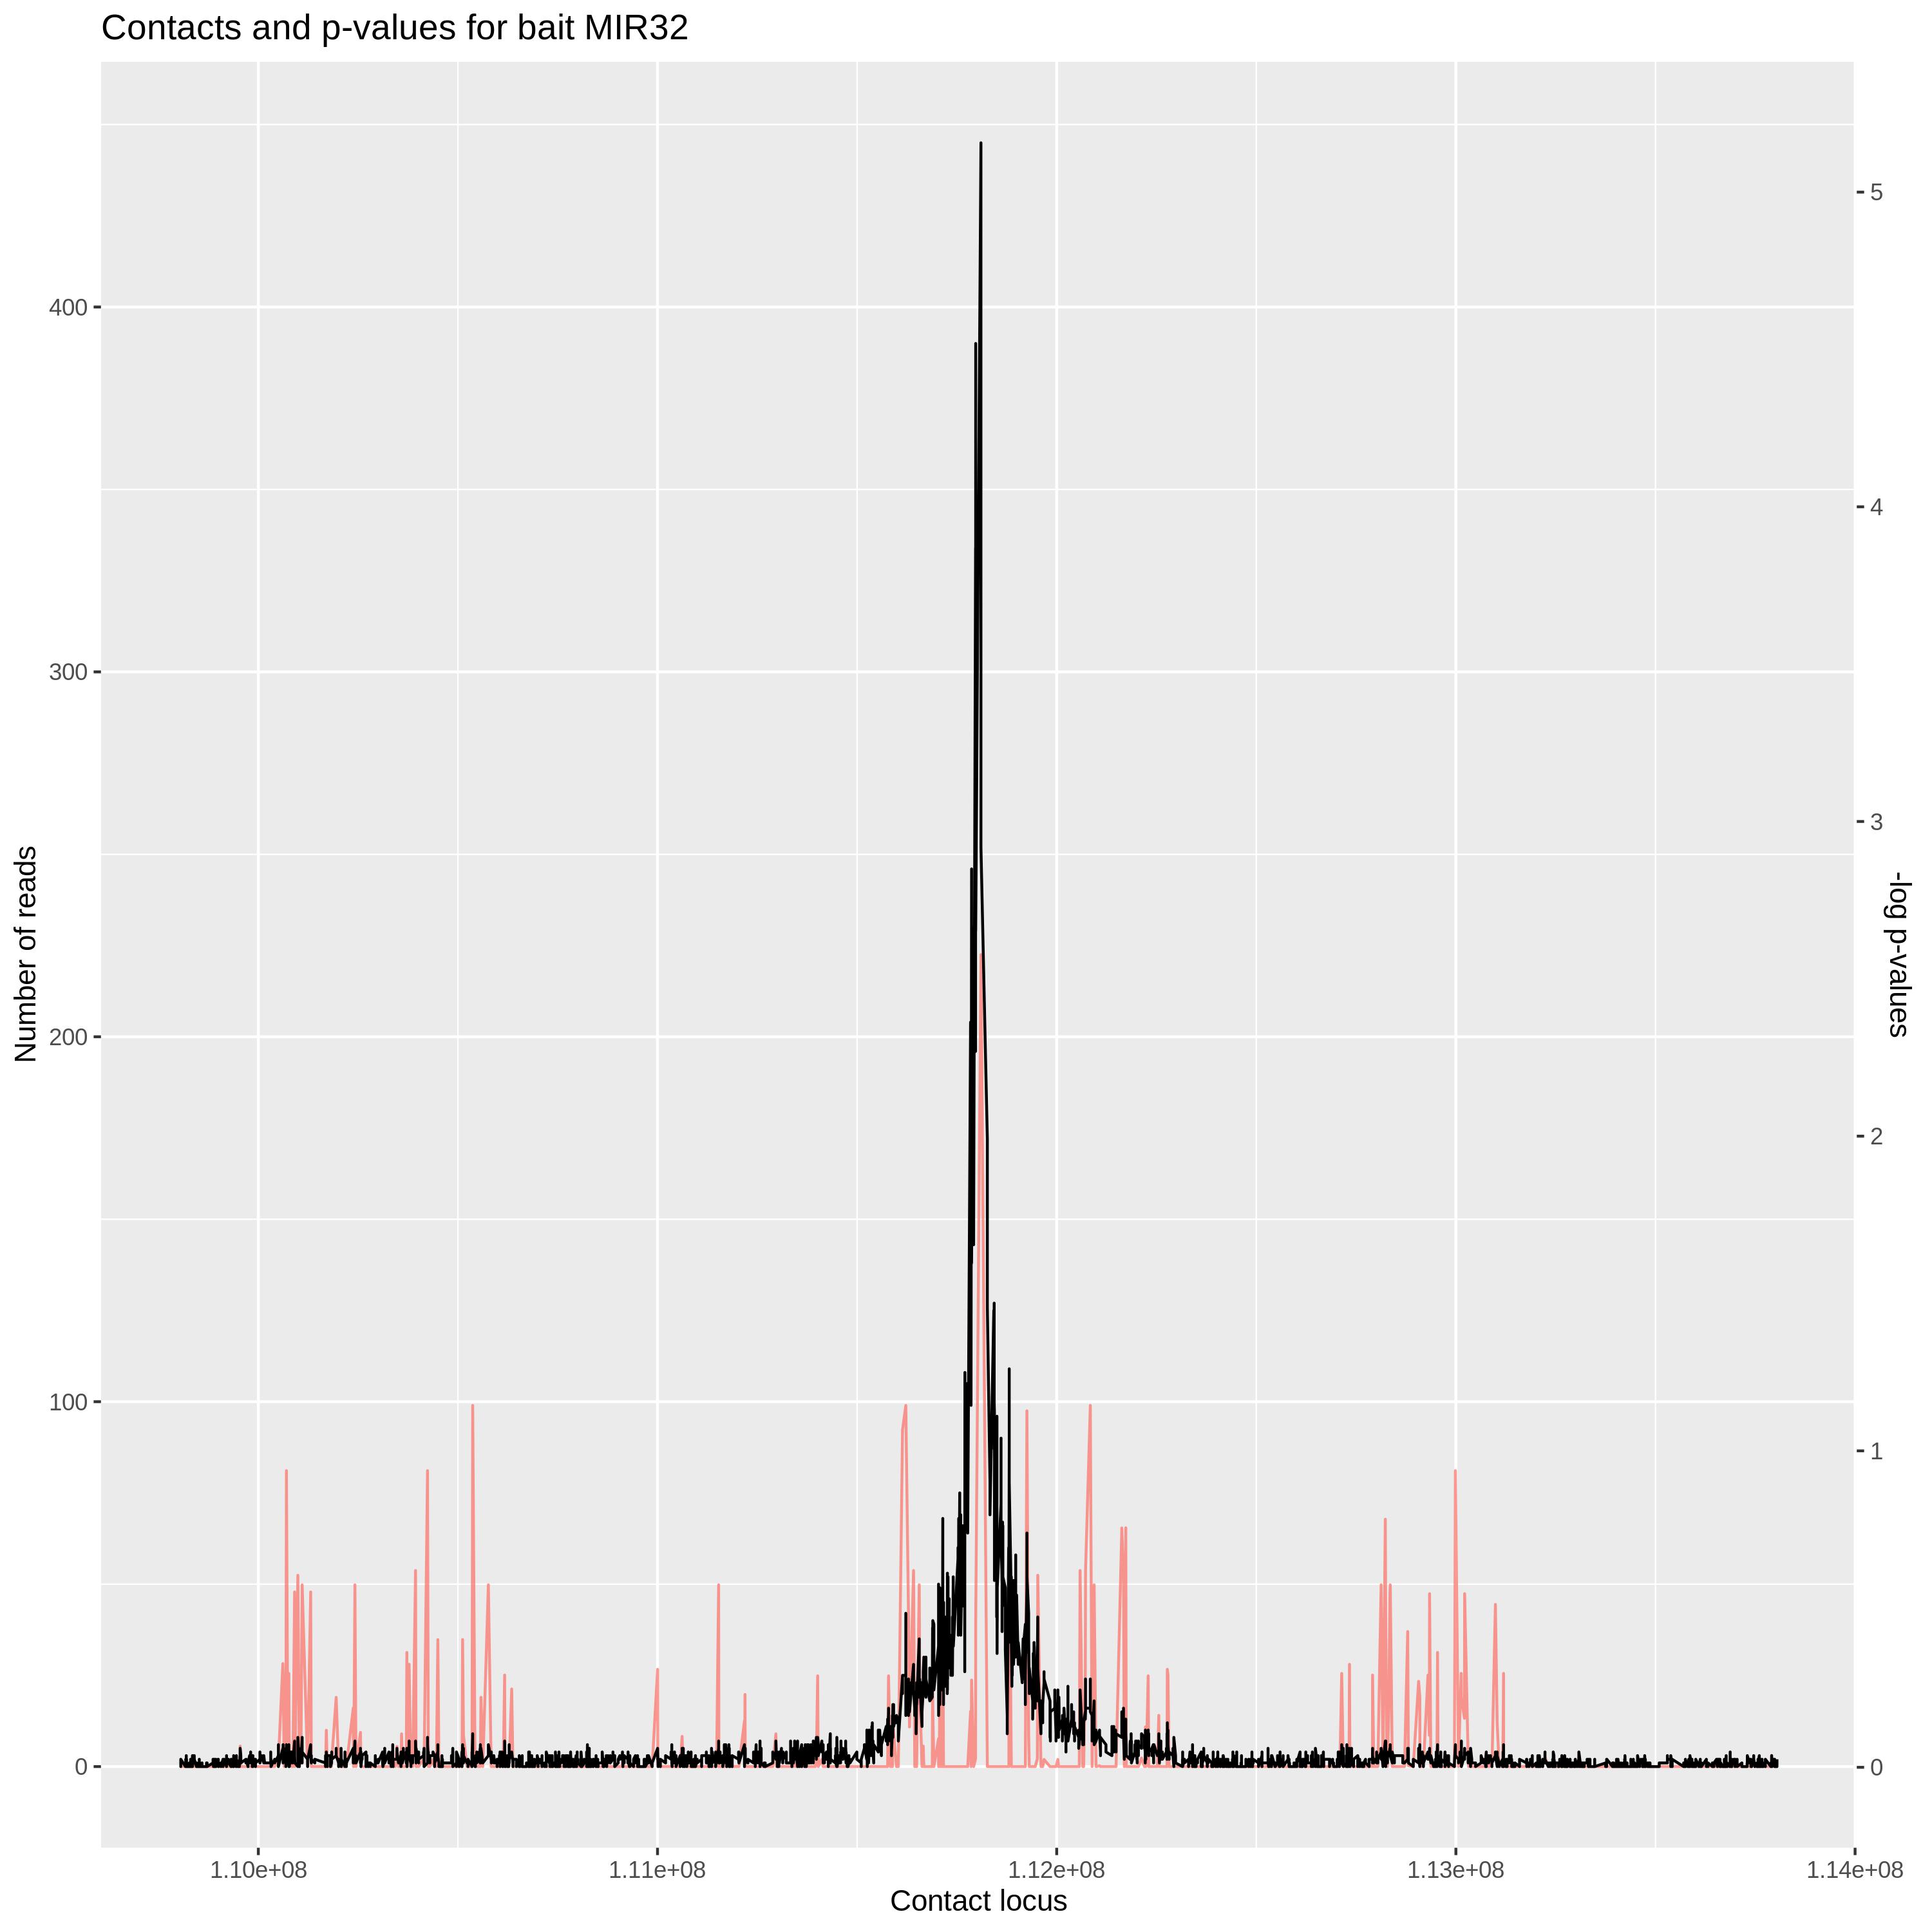 Contacts and p-values for bait MIR32
Number of reads
400
300
200
100
0
5
4
3
2
1
0
-log p-values
1.10e+08
1.11e+08
1.12e+08
1.13e+08
1.14e+08
Contact locus